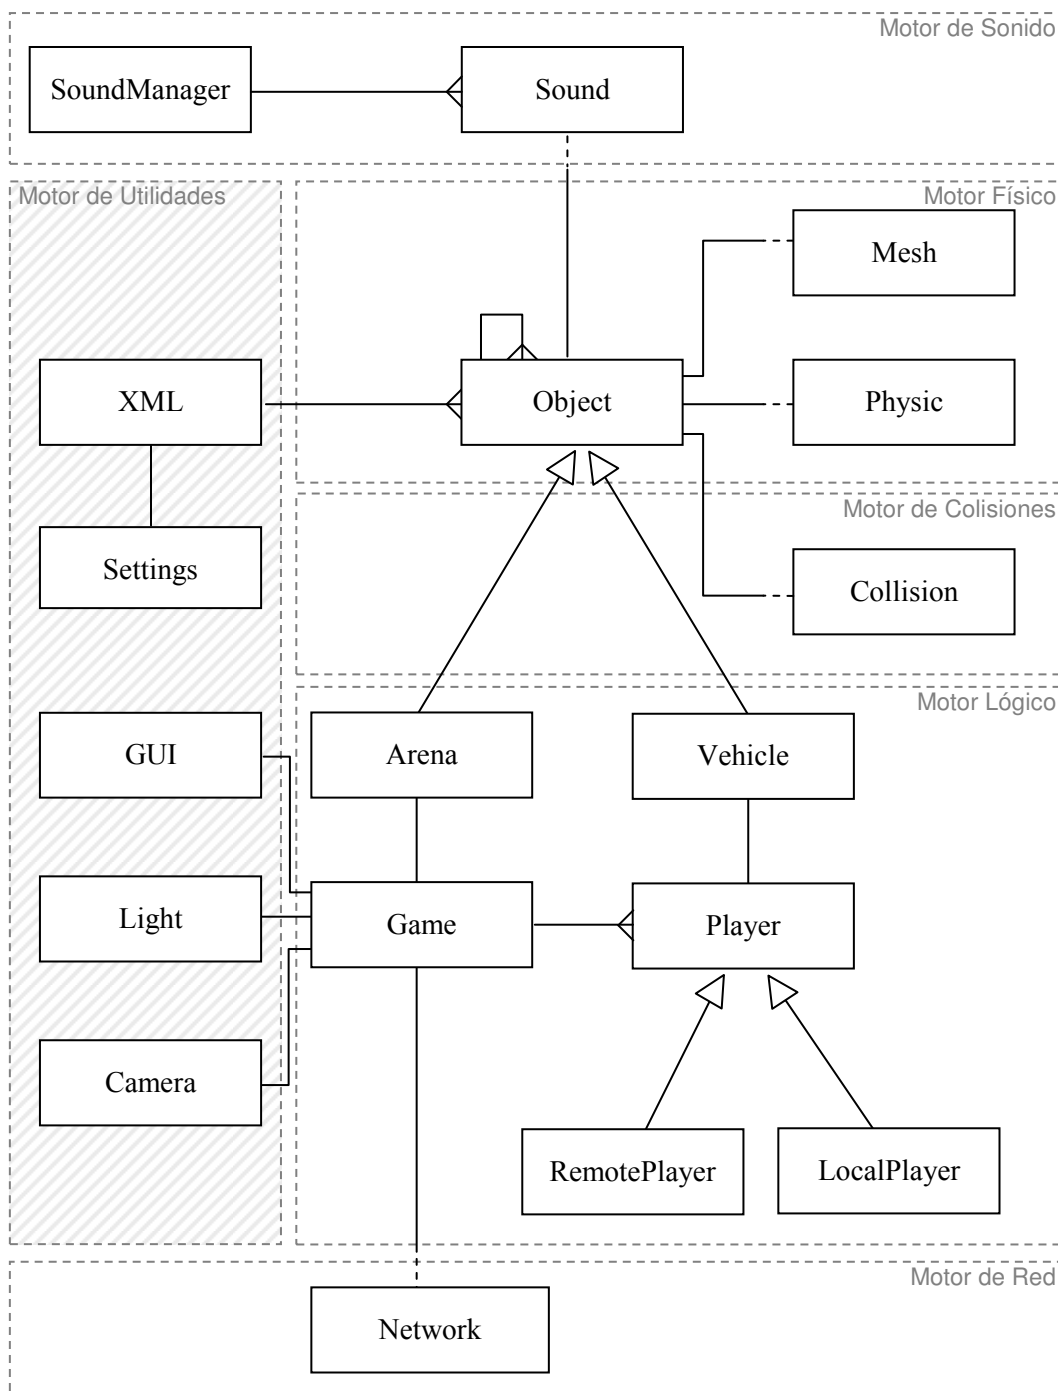 Motor de Sonido
SoundManager
Sound
Motor de Utilidades
Motor Físico
Mesh
XML
Object
Physic
Motor de Colisiones
Settings
Collision
Motor Lógico
GUI
Arena
Vehicle
Light
Game
Player
Camera
RemotePlayer
LocalPlayer
Motor de Red
Network